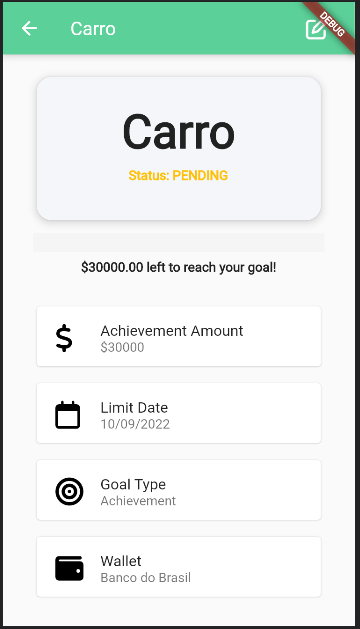 Carro
DEBUG
Carro
Status: PENDING
$30000.00 left to reach your goal!
Achievement Amount
$30000
Limit Date
10/09/2022
Goal Type
Achievement
Wallet
Banco do Brasil